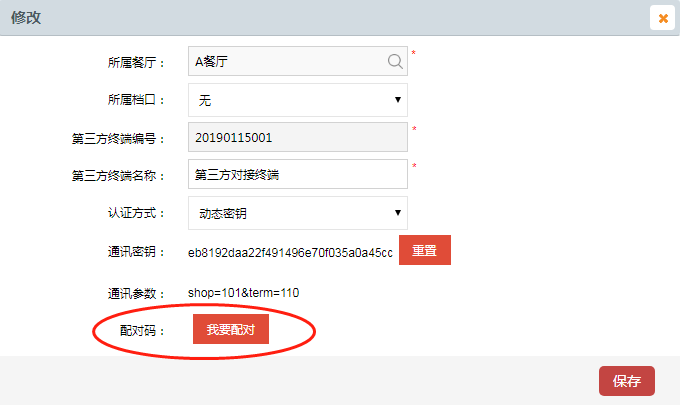 修改
所属餐厅： A餐厅 *
所属档口： 无
第三方终端编号： 20190115001 *
第三方终端名称： 第三方对接终端 *
认证方式： 动态密钥
通讯密钥： eb8192daa22f491496e70f035a0a45cc 重置
通讯参数： shop=101&term=110
配对码： 我要配对
保存